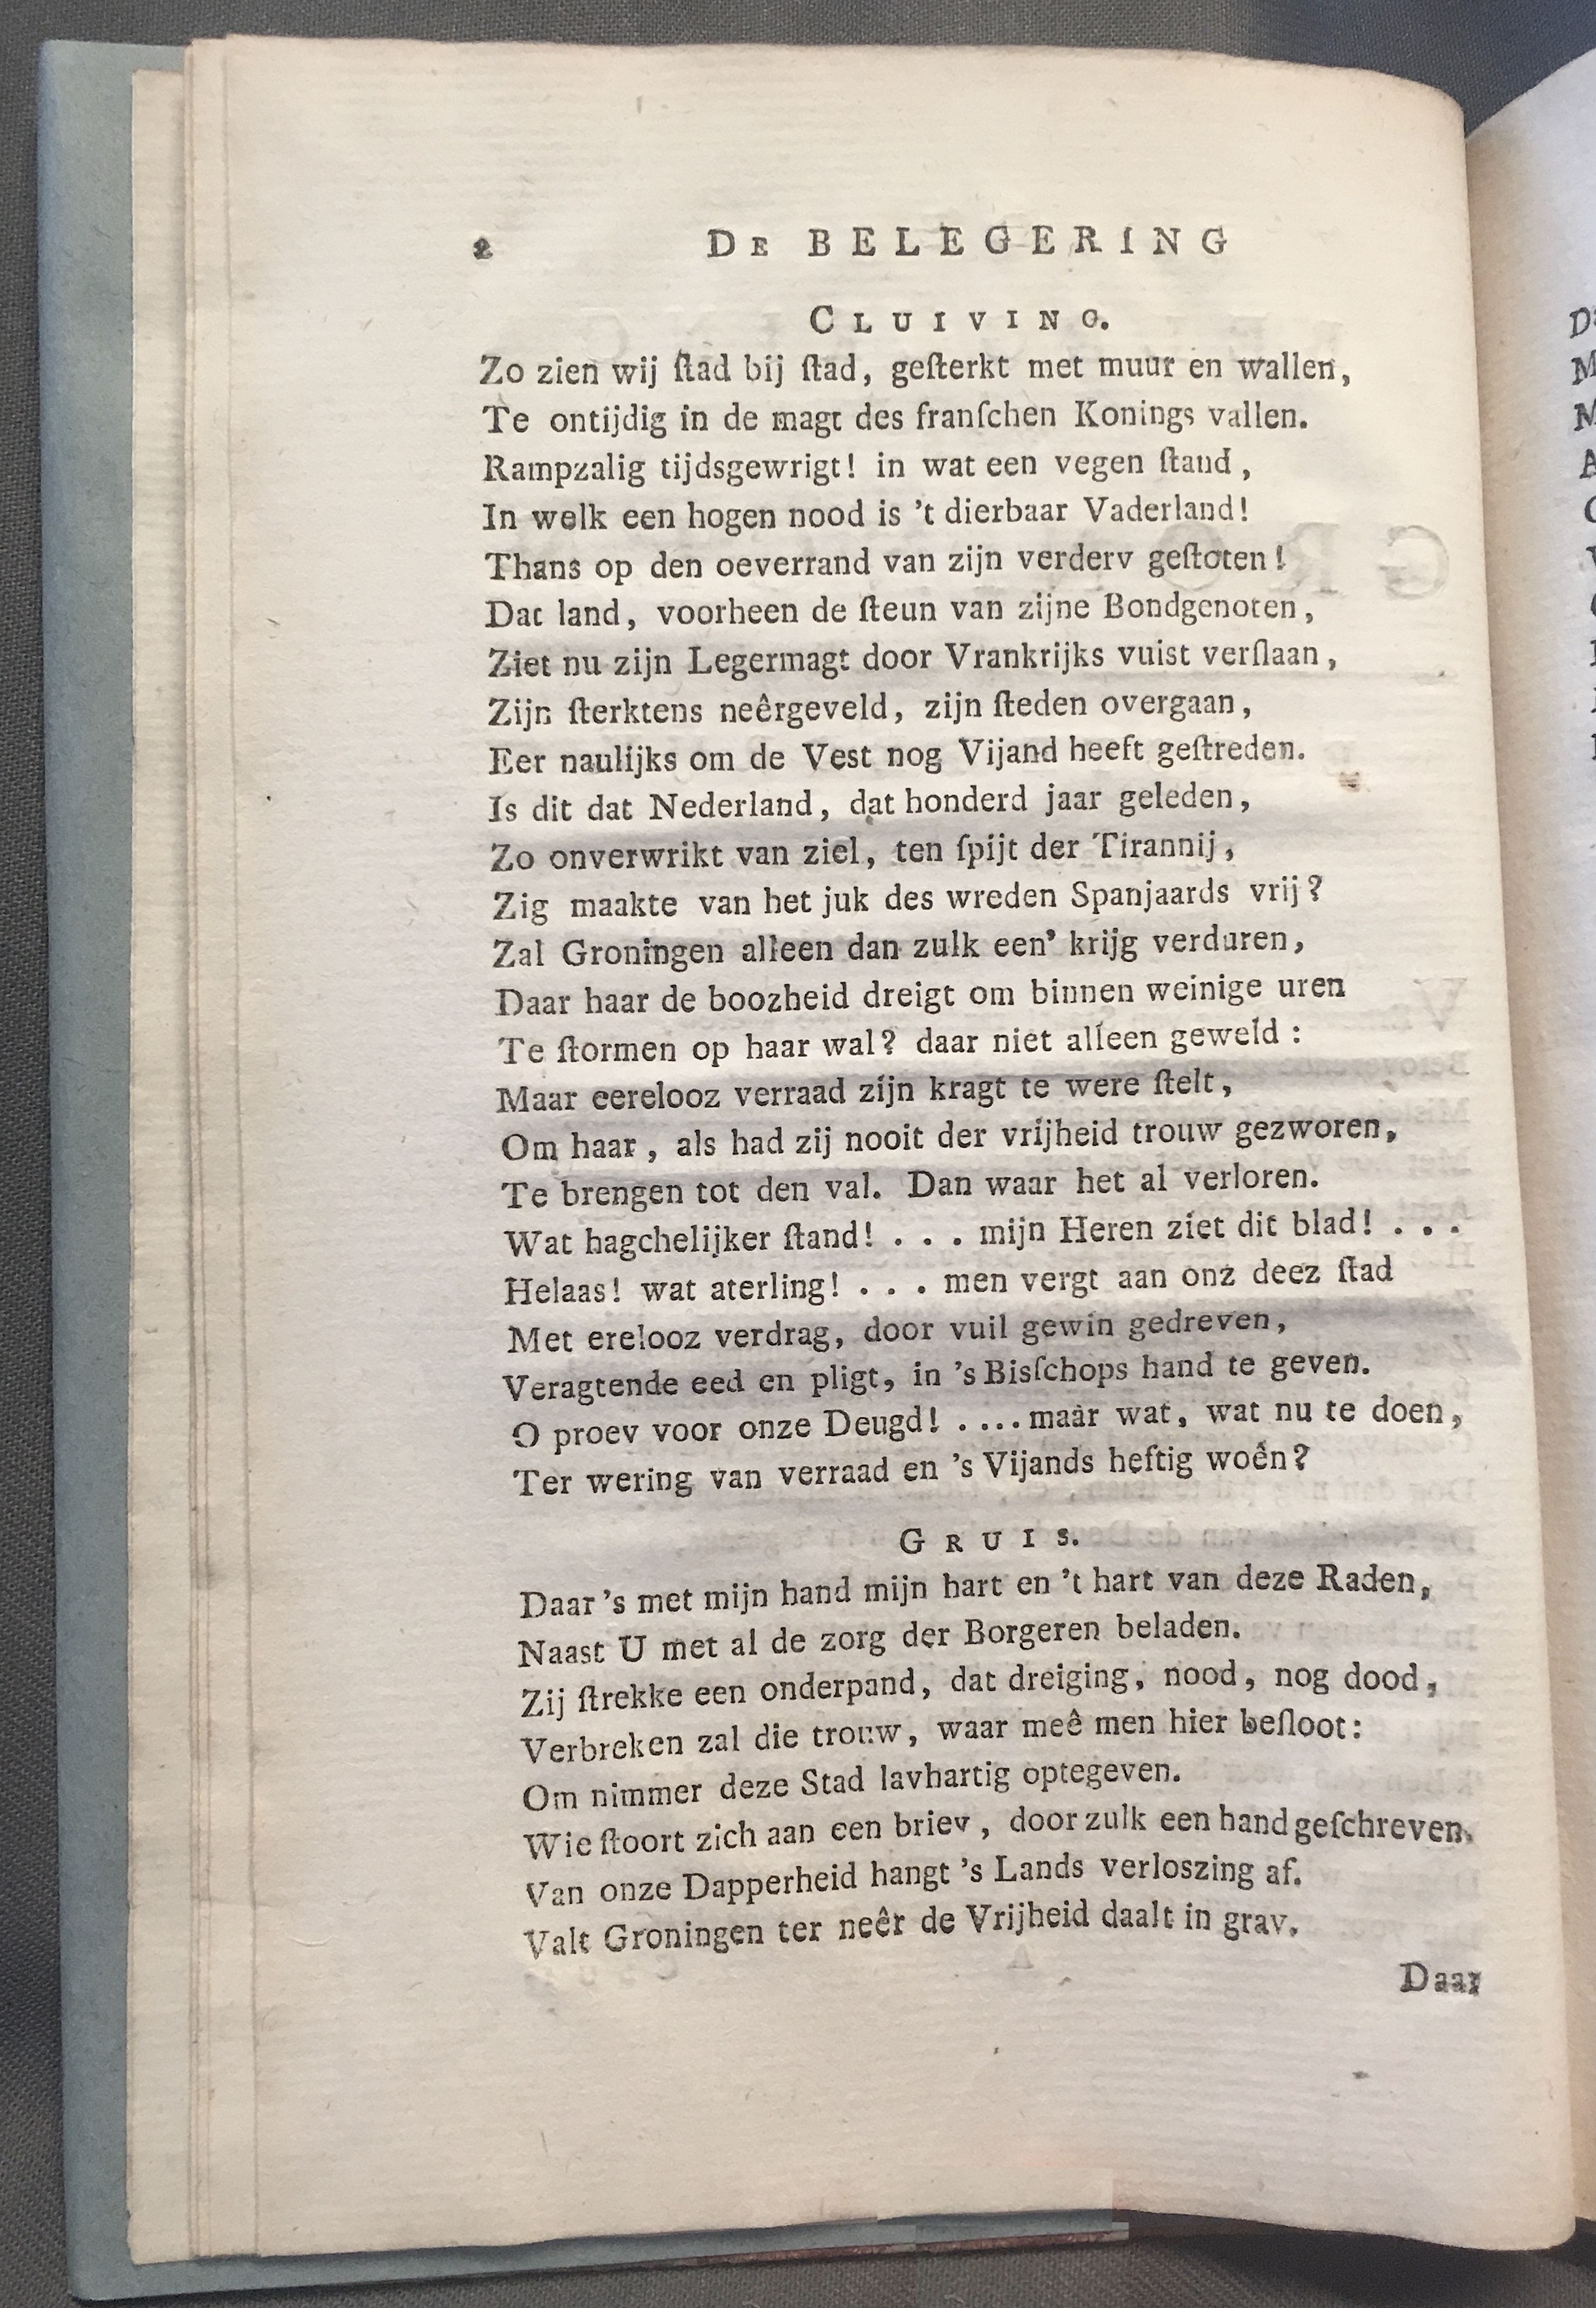 2 DE BELEGERING
CLUIVING.
Zo zien wij ſtad bij ſtad, geſterkt met muur en wallen,
Te ontijdig in de magt des franſchen Konings vallen.
Rampzalig tijdsgewrigt! in wat een vegen ſtand,
In welk een hogen nood is 't dierbaar Vaderland!
Thans op den oeverrand van zijn verderv geſtoten!
Dat land, voorheen de ſteun van zijne Bondgenoten,
Ziet nu zijn Legermagt door Vrankrijks vuist verſlaan,
Zijn ſterktens neêrgeveld, zijn ſteden overgaan,
Eer naulijks om de Vest nog Vijand heeft geſtreden.
Is dit dat Nederland, dat honderd jaar geleden,
Zo onverwrikt van ziel, ten ſpijt der Tirannij,
Zig maakte van het juk des wreden Spanjaards vrij?
Zal Groningen alleen dan zulk een' krijg verduren,
Daar haar de boozheid dreigt om binnen weinige uren
Te ſtormen op haar wal? daar niet alleen geweld:
Maar eerelooz verraad zijn kragt te were ſtelt,
Om haar, als had zij nooit der vrijheid trouw gezworen,
Te brengen tot den val. Dan waar het al verloren.
Wat hagchelijker ſtand! . . . mijn Heren ziet dit blad! . . .
Helaas! wat aterling! . . . men vergt aan onz deez ſtad
Met erelooz verdrag, door vuil gewin gedreven,
Veragtende eed en pligt, in 's Bisſchops hand te geven.
O proev voor onze Deugd! . ... maar wat, wat nu te doen,
Ter wering van verraad en 's Vijands heftig woên?
GRUIS.
Daar 's met mijn hand mijn hart en 't hart van deze Raden,
Naast U met al de zorg der Borgeren beladen.
Zij ſtrekke een onderpand, dat dreiging, nood, nog dood,
Verbreken zal die trouw, waar meê men hier beſloot:
Om nimmer deze Stad lavhartig optegeven.
Wie ſtoort zich aan een briev, door zulk een hand geſchreven.
Van onze Dapperheid hangt 's Lands verloszing af.
Valt Groningen ter neêr de Vrijheid daalt in grav.
Daar